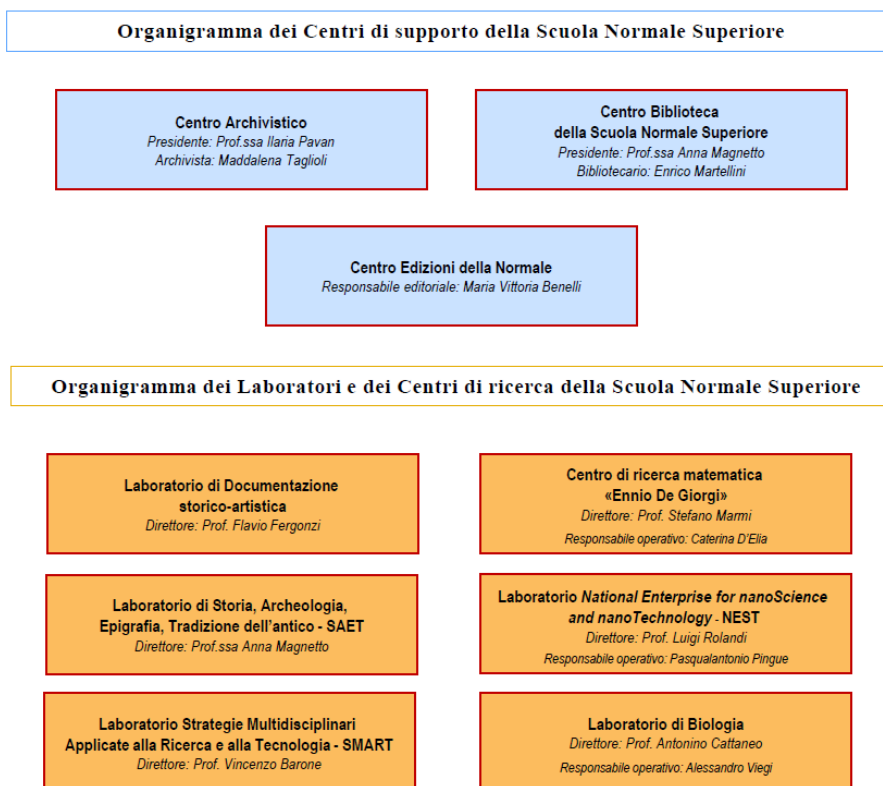 Organigramma dei Centri di supporto della Scuola Normale Superiore
Centro Archivistico
Presidente: Prof.ssa Ilaria Pavan
Archivista: Maddalena Taglioli
Centro Biblioteca
della Scuola Normale Superiore
Presidente: Prof.ssa Anna Magnetto
Bibliotecario: Enrico Martellini
Centro Edizioni della Normale
Responsabile editoriale: Maria Vittoria Benelli
Organigramma dei Laboratori e dei Centri di ricerca della Scuola Normale Superiore
Laboratorio di Documentazione
storico-artistica
Direttore: Prof. Flavio Fergonzi
Centro di ricerca matematica
«Ennio De Giorgi»
Direttore: Prof. Stefano Marmi
Responsabile operativo: Caterina D'Elia
Laboratorio di Storia, Archeologia,
Epigrafia, Tradizione dell'antico - SAET
Direttore: Prof.ssa Anna Magnetto
Laboratorio National Enterprise for nanoScience
and nanoTechnology - NEST
Direttore: Prof. Luigi Rolandi
Responsabile operativo: Pasqualantonio Pingue
Laboratorio Strategie Multidisciplinari
Applicate alla Ricerca e alla Tecnologia - SMART
Direttore: Prof. Vincenzo Barone
Laboratorio di Biologia
Direttore: Prof. Antonino Cattaneo
Responsabile operativo: Alessandro Viegi